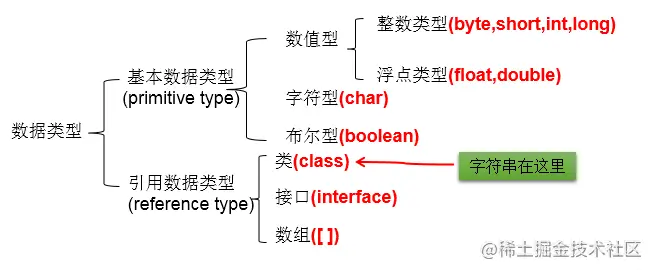 整数类型(byte,short,int,long)
数值型
浮点类型(float,double)
基本数据类型
(primitive type)
字符型(char)
数据类型
布尔型(boolean)
类(class)
字符串在这里
引用数据类型
(reference type)
接口(interface)
数组([ ])
@稀土掘金技术社区